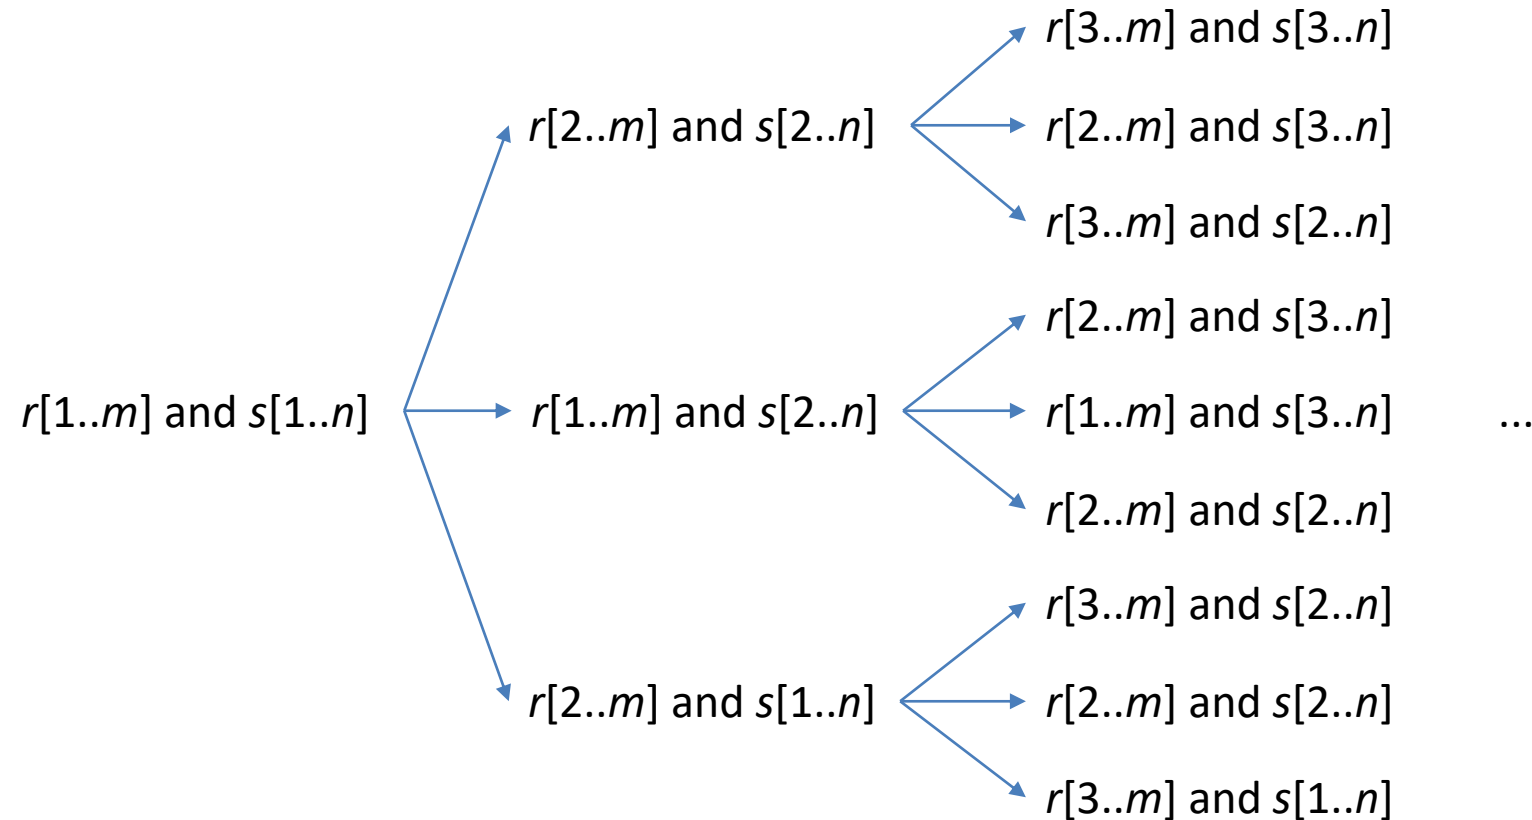 r[3..m] and s[3..n]
r[2..m] and s[2..n]
r[2..m] and s[3..n]
r[3..m] and s[2..n]
r[2..m] and s[3..n]
r[1..m] and s[1..n]
r[1..m] and s[2..n]
r[1..m] and s[3..n]
...
r[2..m] and s[2..n]
r[3..m] and s[2..n]
r[2..m] and s[1..n]
r[2..m] and s[2..n]
r[3..m] and s[1..n]